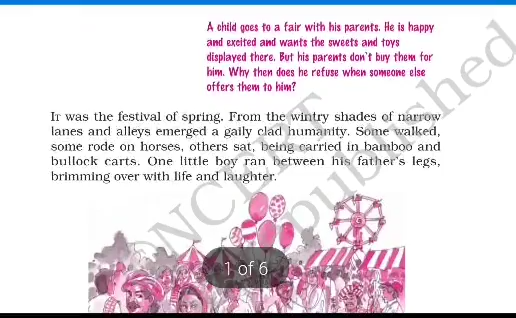 A child goes to a fair with his parents. He is happy
and excited and wants the sweets and toys
displayed there. But his parents don't buy them for
him. Why then does he refuse when someone else
offers them to him?
IT was the festival of spring. From the wintry shades of narrow
lanes and alleys emerged a gaily clad humanity. Some walked,
some rode on horses, others sat, being carried in bamboo and
bullock carts. One little boy ran between his father's legs,
brimming over with life and laughter.
NCERT
published
1 of 6